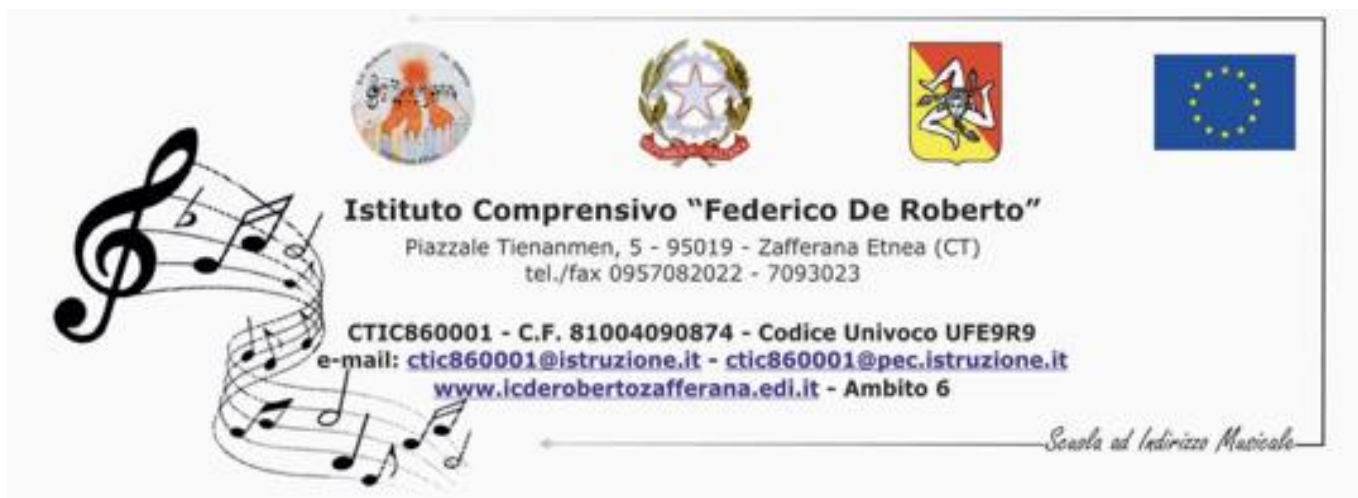 Istituto Comprensivo “Federico De Roberto”
Piazzale Tienanmen, 5 - 95019 - Zafferana Etnea (CT)
tel./fax 0957082022 - 7093023
CTIC860001 - C.F. 81004090874 - Codice Univoco UFE9R9
e-mail: ctic860001@istruzione.it - ctic860001@pec.istruzione.it
www.icderobertozafferana.edi.it - Ambito 6
Scuola ad Indirizzo Musicale